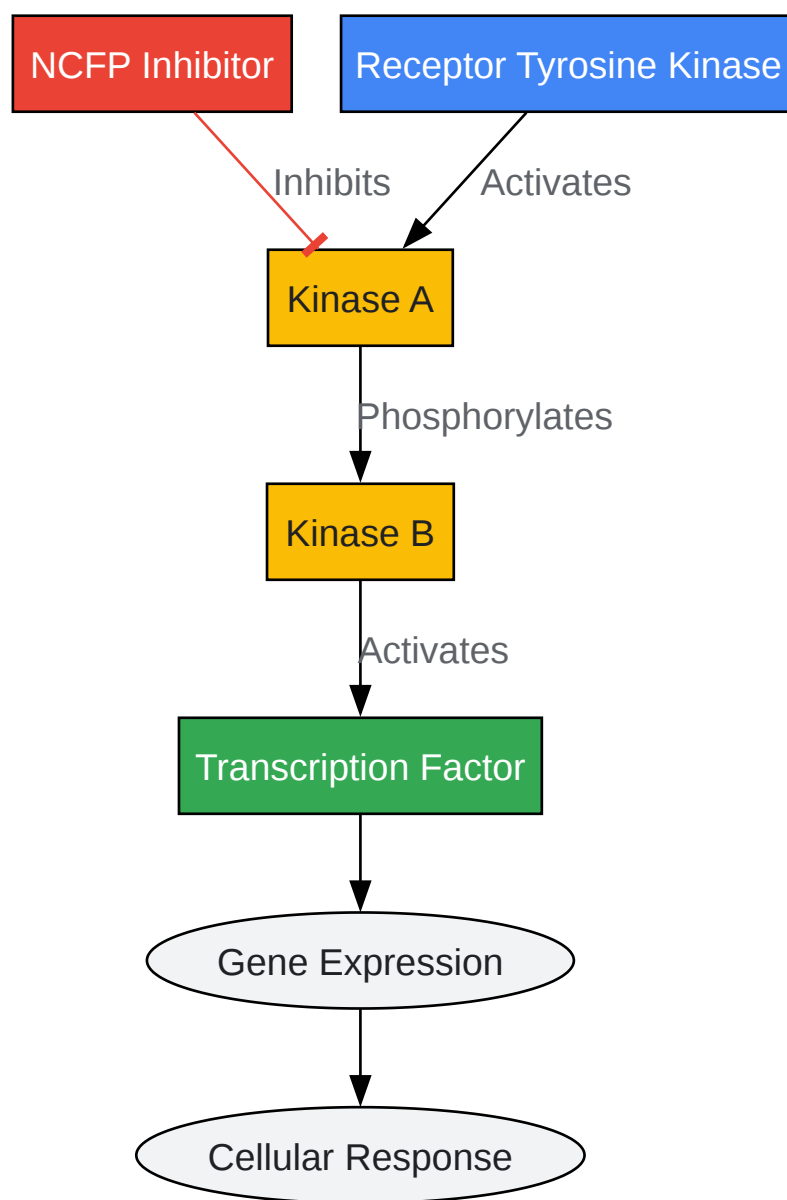 NCFP Inhibitor
Receptor Tyrosine Kinase
Inhibits
Activates
Kinase A
Phosphorylates
Kinase B
Activates
Transcription Factor
Gene Expression
Cellular Response